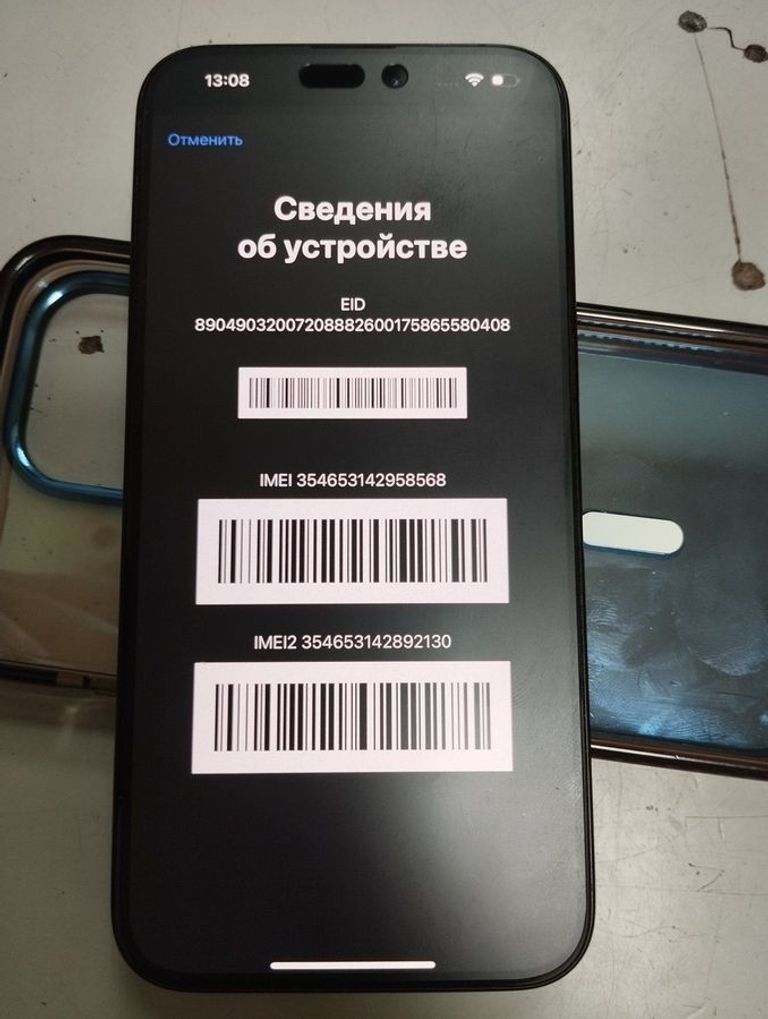 13:08
Отменить
Сведения
об устройстве
EID
89049032007208882600175865580408
IMEI 354653142958568
IMEI2 354653142892130